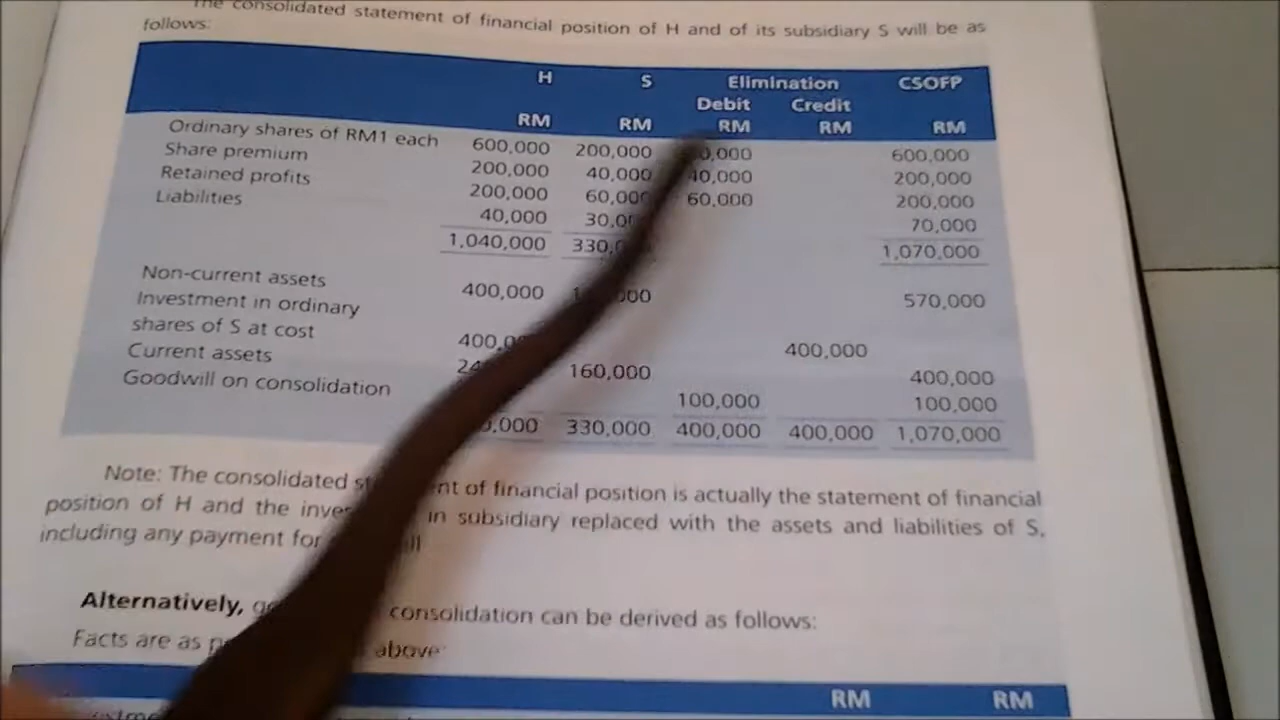 The consolidated statement of financial position of H and of its subsidiary S will be as
follows:
H S Elimination CSOFP
Debit Credit
RM RM RM RM RM
Ordinary shares of RM1 each 600,000 200,000 600,000
Share premium 200,000 40,000 40,000 200,000
Retained profits 200,000 60,000 60,000 200,000
Liabilities 40,000 70,000
1,040,000 1,070,000
Non-current assets 400,000 570,000
Investment in ordinary
shares of S at cost 400,000
Current assets 160,000 400,000
Goodwill on consolidation 100,000 100,000
330,000 400,000 400,000 1,070,000
Note: The consolidated of financial position is actually the statement of financial
position of H and the in subsidiary replaced with the assets and liabilities of S,
including any payment for
Alternatively, consolidation can be derived as follows:
Facts are as above
RM RM